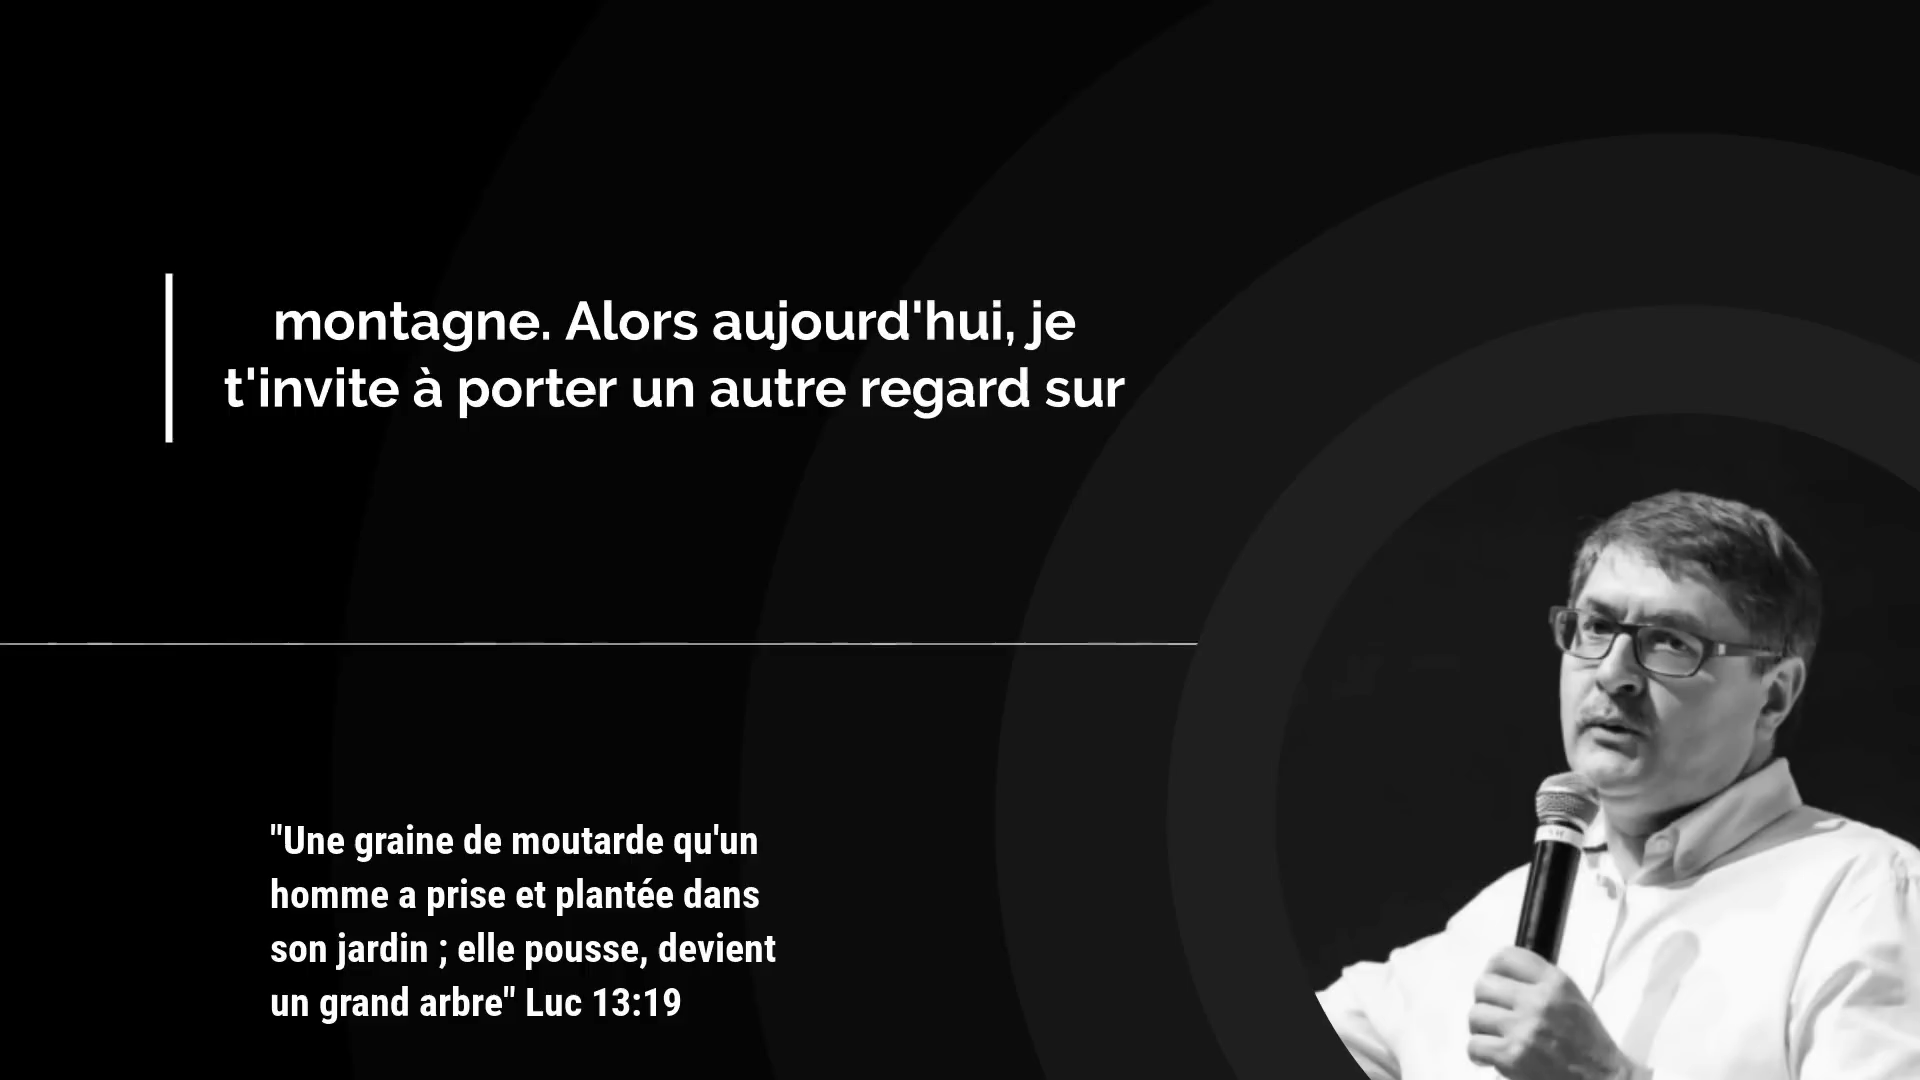 montagne. Alors aujourd'hui, je
t'invite à porter un autre regard sur
"Une graine de moutarde qu'un
homme a prise et plantée dans
son jardin ; elle pousse, devient
un grand arbre" Luc 13:19